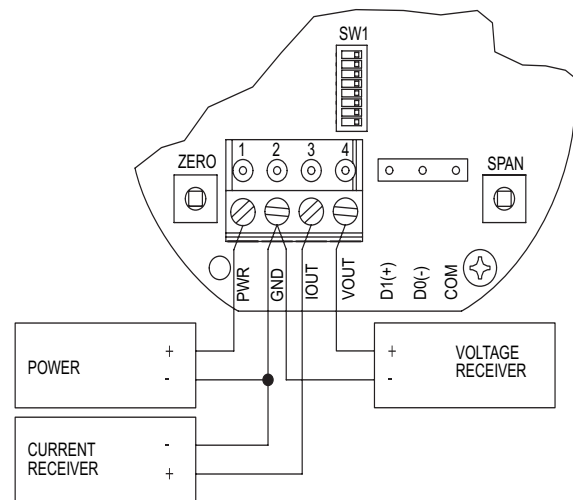 SW1
1 2 3 4
ZERO
SPAN
PWR
GND
IOUT
VOUT
D1(+)
D0(-)
COM
POWER
+
-
CURRENT
RECEIVER
-
+
+
-
VOLTAGE
RECEIVER